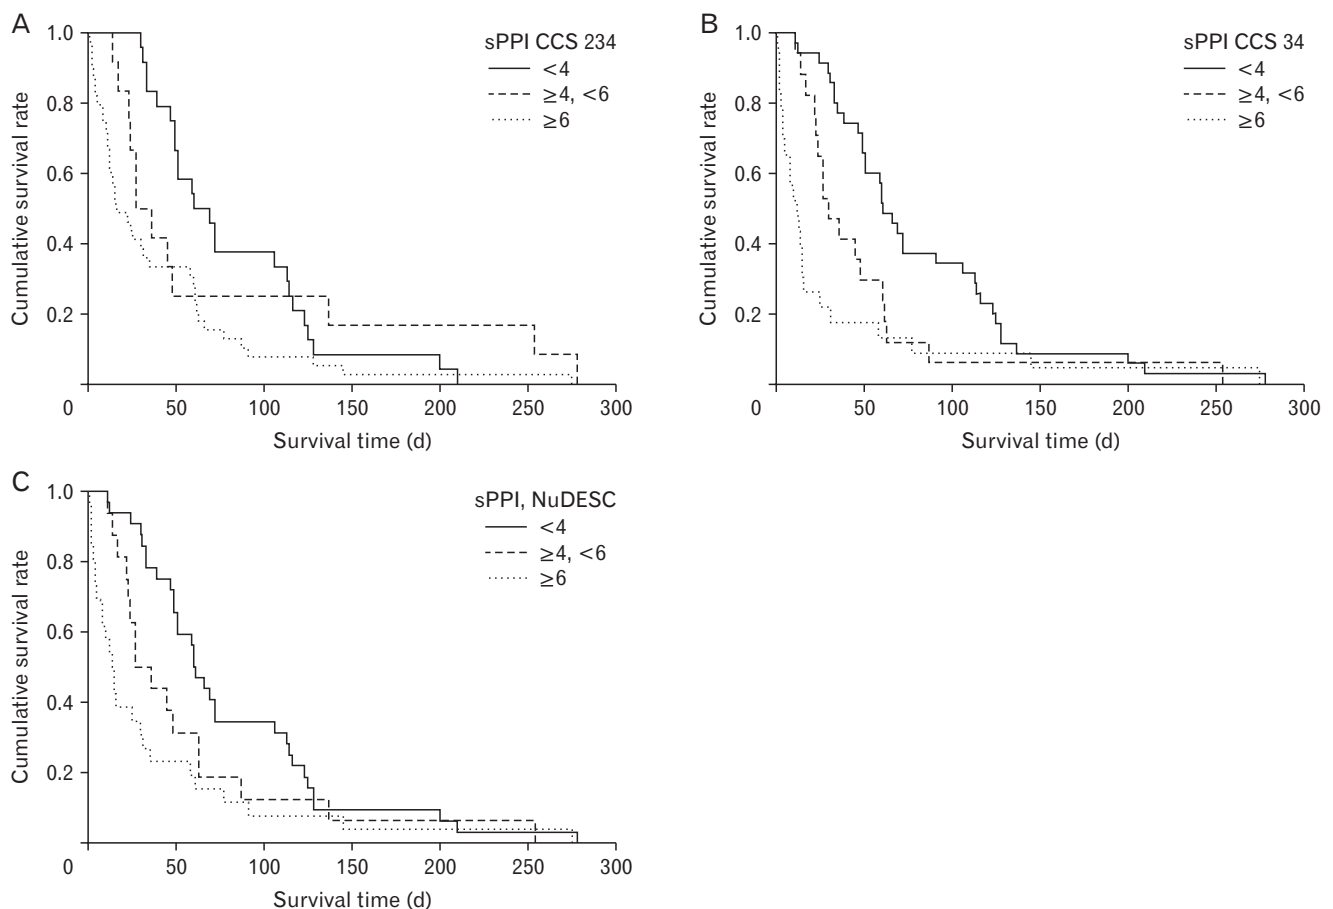 A
sPPI CCS 234
<4
≥4, <6
≥6
Cumulative survival rate
1.0
0.8
0.6
0.4
0.2
0 50 100 150 200 250 300
Survival time (d)
B
sPPI CCS 34
<4
≥4, <6
≥6
Cumulative survival rate
1.0
0.8
0.6
0.4
0.2
0 50 100 150 200 250 300
Survival time (d)
C
sPPI, NuDESC
<4
≥4, <6
≥6
Cumulative survival rate
1.0
0.8
0.6
0.4
0.2
0 50 100 150 200 250 300
Survival time (d)